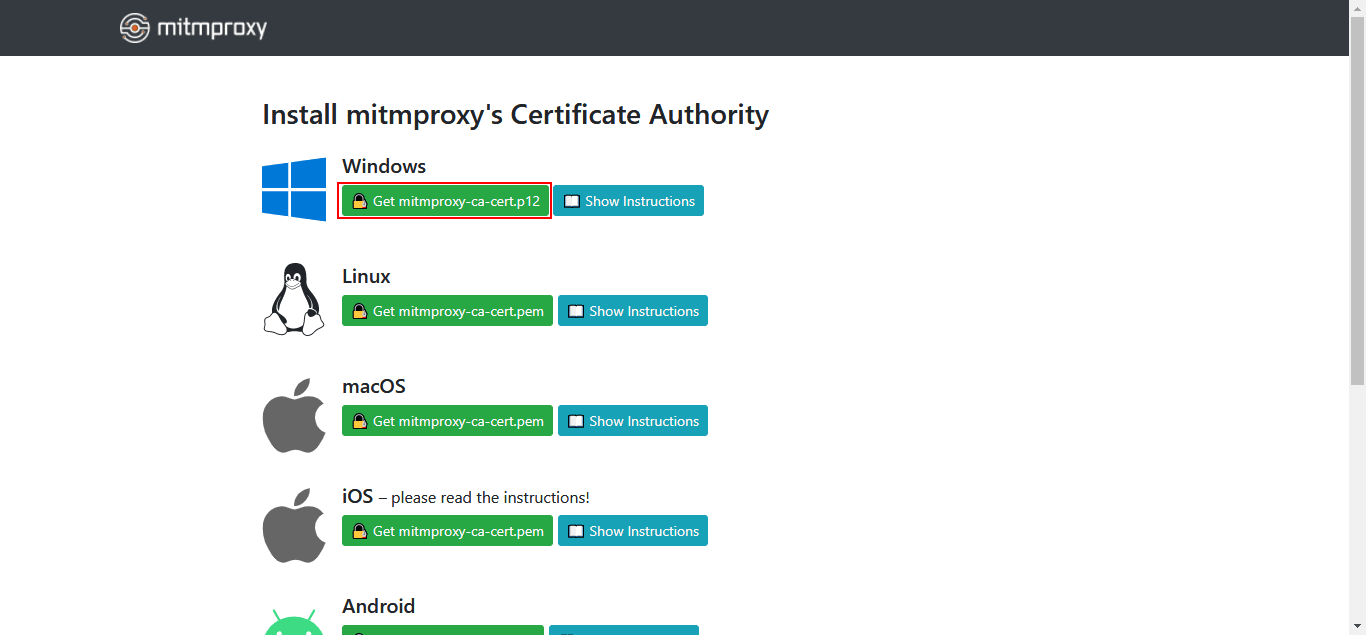 mitmproxy
Install mitmproxy's Certificate Authority
Windows
Get mitmproxy-ca-cert.p12 Show Instructions
Linux
Get mitmproxy-ca-cert.pem Show Instructions
macOS
Get mitmproxy-ca-cert.pem Show Instructions
iOS – please read the instructions!
Get mitmproxy-ca-cert.pem Show Instructions
Android